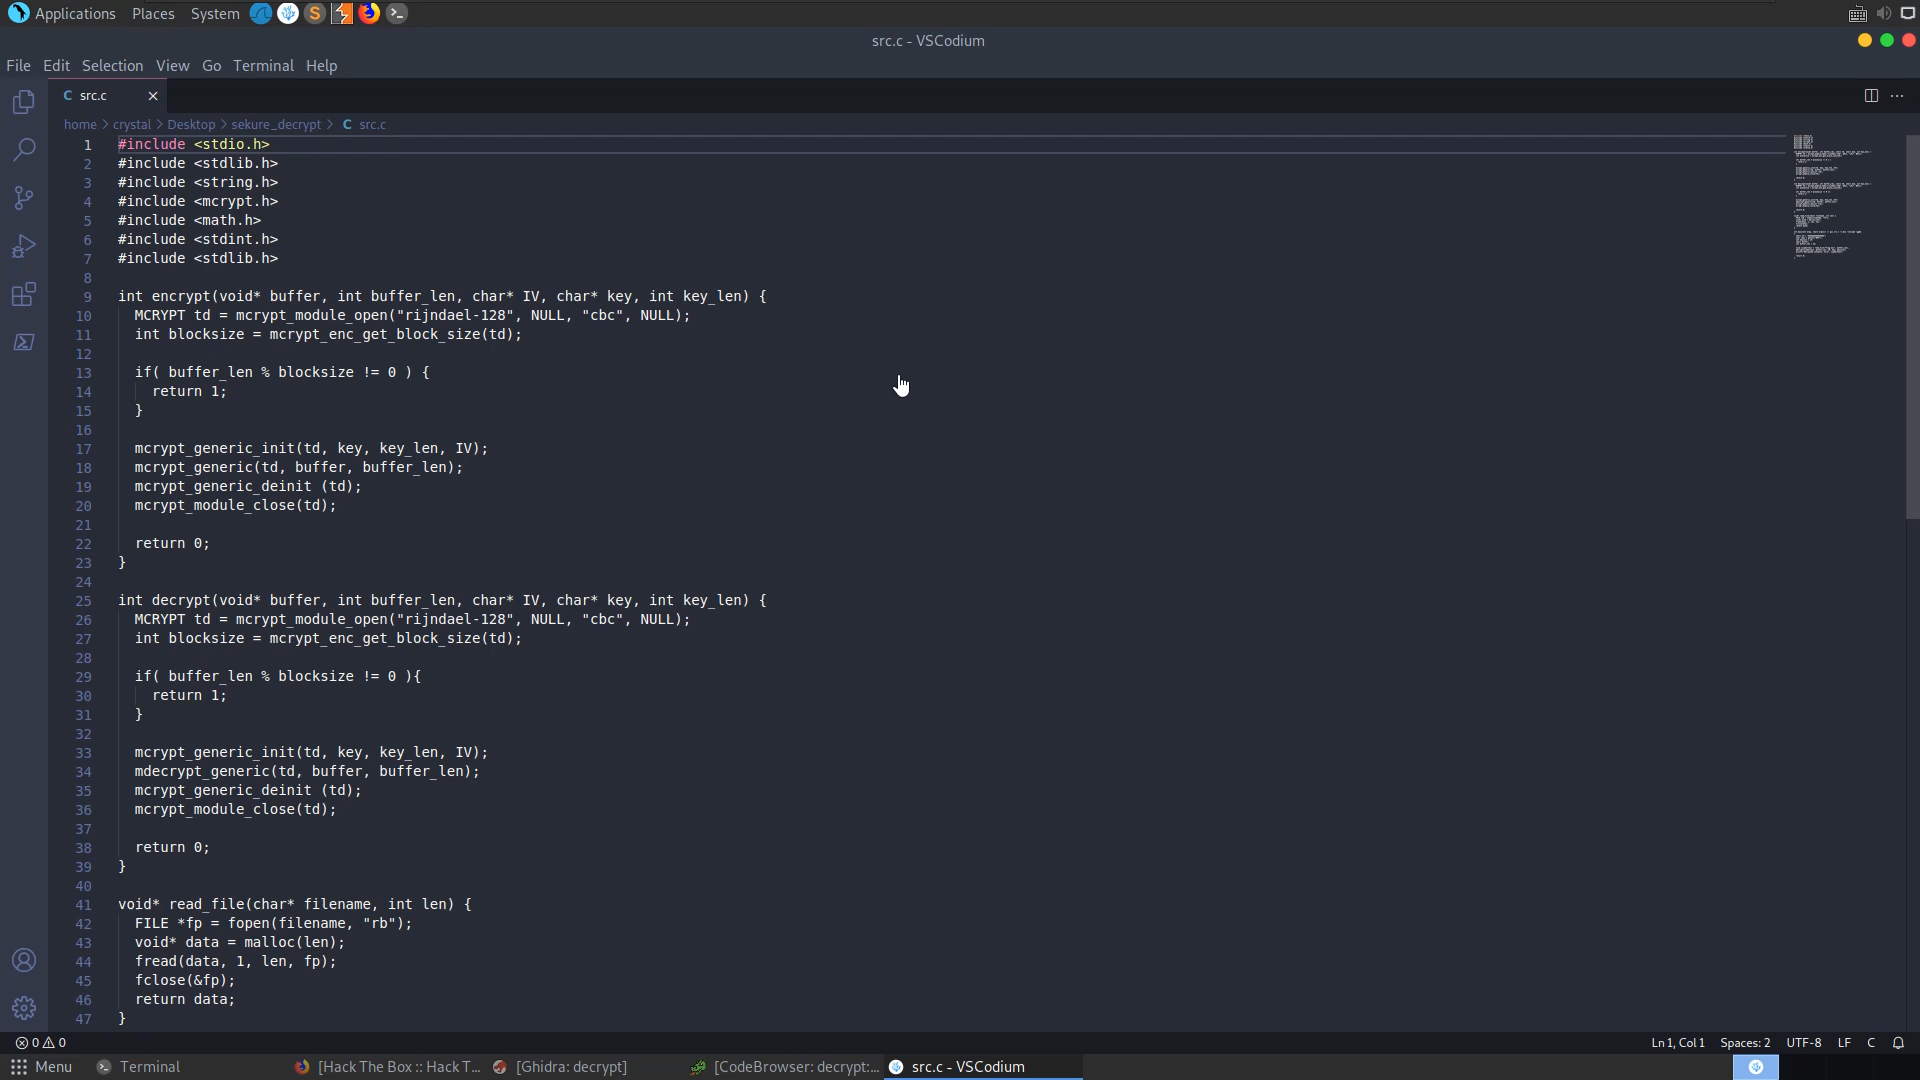 Applications Places System
src.c - VSCodium
File Edit Selection View Go Terminal Help
C src.c ×
home > crystal > Desktop > sekure_decrypt > C src.c
1 #include <stdio.h>
2 #include <stdlib.h>
3 #include <string.h>
4 #include <mcrypt.h>
5 #include <math.h>
6 #include <stdint.h>
7 #include <stdlib.h>
8
9 int encrypt(void* buffer, int buffer_len, char* IV, char* key, int key_len) {
10 MCRYPT td = mcrypt_module_open("rijndael-128", NULL, "cbc", NULL);
11 int blocksize = mcrypt_enc_get_block_size(td);
12
13 if( buffer_len % blocksize != 0 ) {
14 return 1;
15 }
16
17 mcrypt_generic_init(td, key, key_len, IV);
18 mcrypt_generic(td, buffer, buffer_len);
19 mcrypt_generic_deinit (td);
20 mcrypt_module_close(td);
21
22 return 0;
23 }
24
25 int decrypt(void* buffer, int buffer_len, char* IV, char* key, int key_len) {
26 MCRYPT td = mcrypt_module_open("rijndael-128", NULL, "cbc", NULL);
27 int blocksize = mcrypt_enc_get_block_size(td);
28
29 if( buffer_len % blocksize != 0 ){
30 return 1;
31 }
32
33 mcrypt_generic_init(td, key, key_len, IV);
34 mdecrypt_generic(td, buffer, buffer_len);
35 mcrypt_generic_deinit (td);
36 mcrypt_module_close(td);
37
38 return 0;
39 }
40
41 void* read_file(char* filename, int len) {
42 FILE *fp = fopen(filename, "rb");
43 void* data = malloc(len);
44 fread(data, 1, len, fp);
45 fclose(&fp);
46 return data;
47 }
0 0 Ln 1, Col 1 Spaces: 2 UTF-8 LF C
Menu Terminal [Hack The Box :: Hack T... [Ghidra: decrypt] [CodeBrowser: decrypt:... src.c - VSCodium